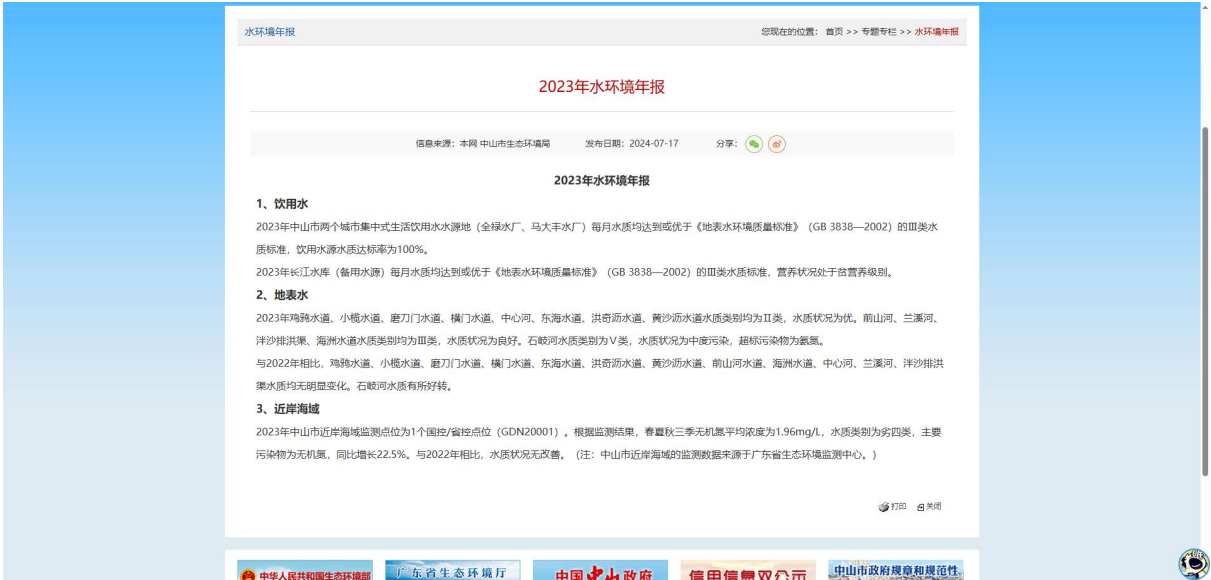 水环境年报
您现在的位置： 首页 >> 专题专栏 >> 水环境年报
2023年水环境年报
信息来源：本网 中山市生态环境局 发布日期：2024-07-17 分享：
2023年水环境年报
1、饮用水
2023年中山市两个城市集中式生活饮用水水源地（全禄水厂、马大丰水厂）每月水质均达到或优于《地表水环境质量标准》（GB 3838—2002）的Ⅲ类水
质标准，饮用水源水质达标率为100%。
2023年长江水库（备用水源）每月水质均达到或优于《地表水环境质量标准》（GB 3838—2002）的Ⅲ类水质标准，营养状况处于贫营养级别。
2、地表水
2023年鸡鸦水道、小榄水道、磨刀门水道、横门水道、中心河、东海水道、洪奇沥水道、黄沙沥水道水质类别均为Ⅱ类，水质状况为优。前山河、兰溪河、
泮沙排洪渠、海洲水道水质类别均为Ⅲ类，水质状况为良好。石岐河水质类别为Ⅴ类，水质状况为中度污染，超标污染物为氨氮。
与2022年相比，鸡鸦水道、小榄水道、磨刀门水道、横门水道、东海水道、洪奇沥水道、黄沙沥水道、前山河水道、海洲水道、中心河、兰溪河、泮沙排洪
渠水质均无明显变化。石岐河水质有所好转。
3、近岸海域
2023年中山市近岸海域监测点位为1个国控/省控点位（GDN20001）。根据监测结果，春夏秋三季无机氮平均浓度为1.96mg/L，水质类别为劣四类，主要
污染物为无机氮，同比增长22.5%。与2022年相比，水质状况无改善。（注：中山市近岸海域的监测数据来源于广东省生态环境监测中心。）
打印 关闭
中华人民共和国生态环境部 广东省生态环境厅 中国中山政府 信用信息双公示 中山市政府规章和规范性